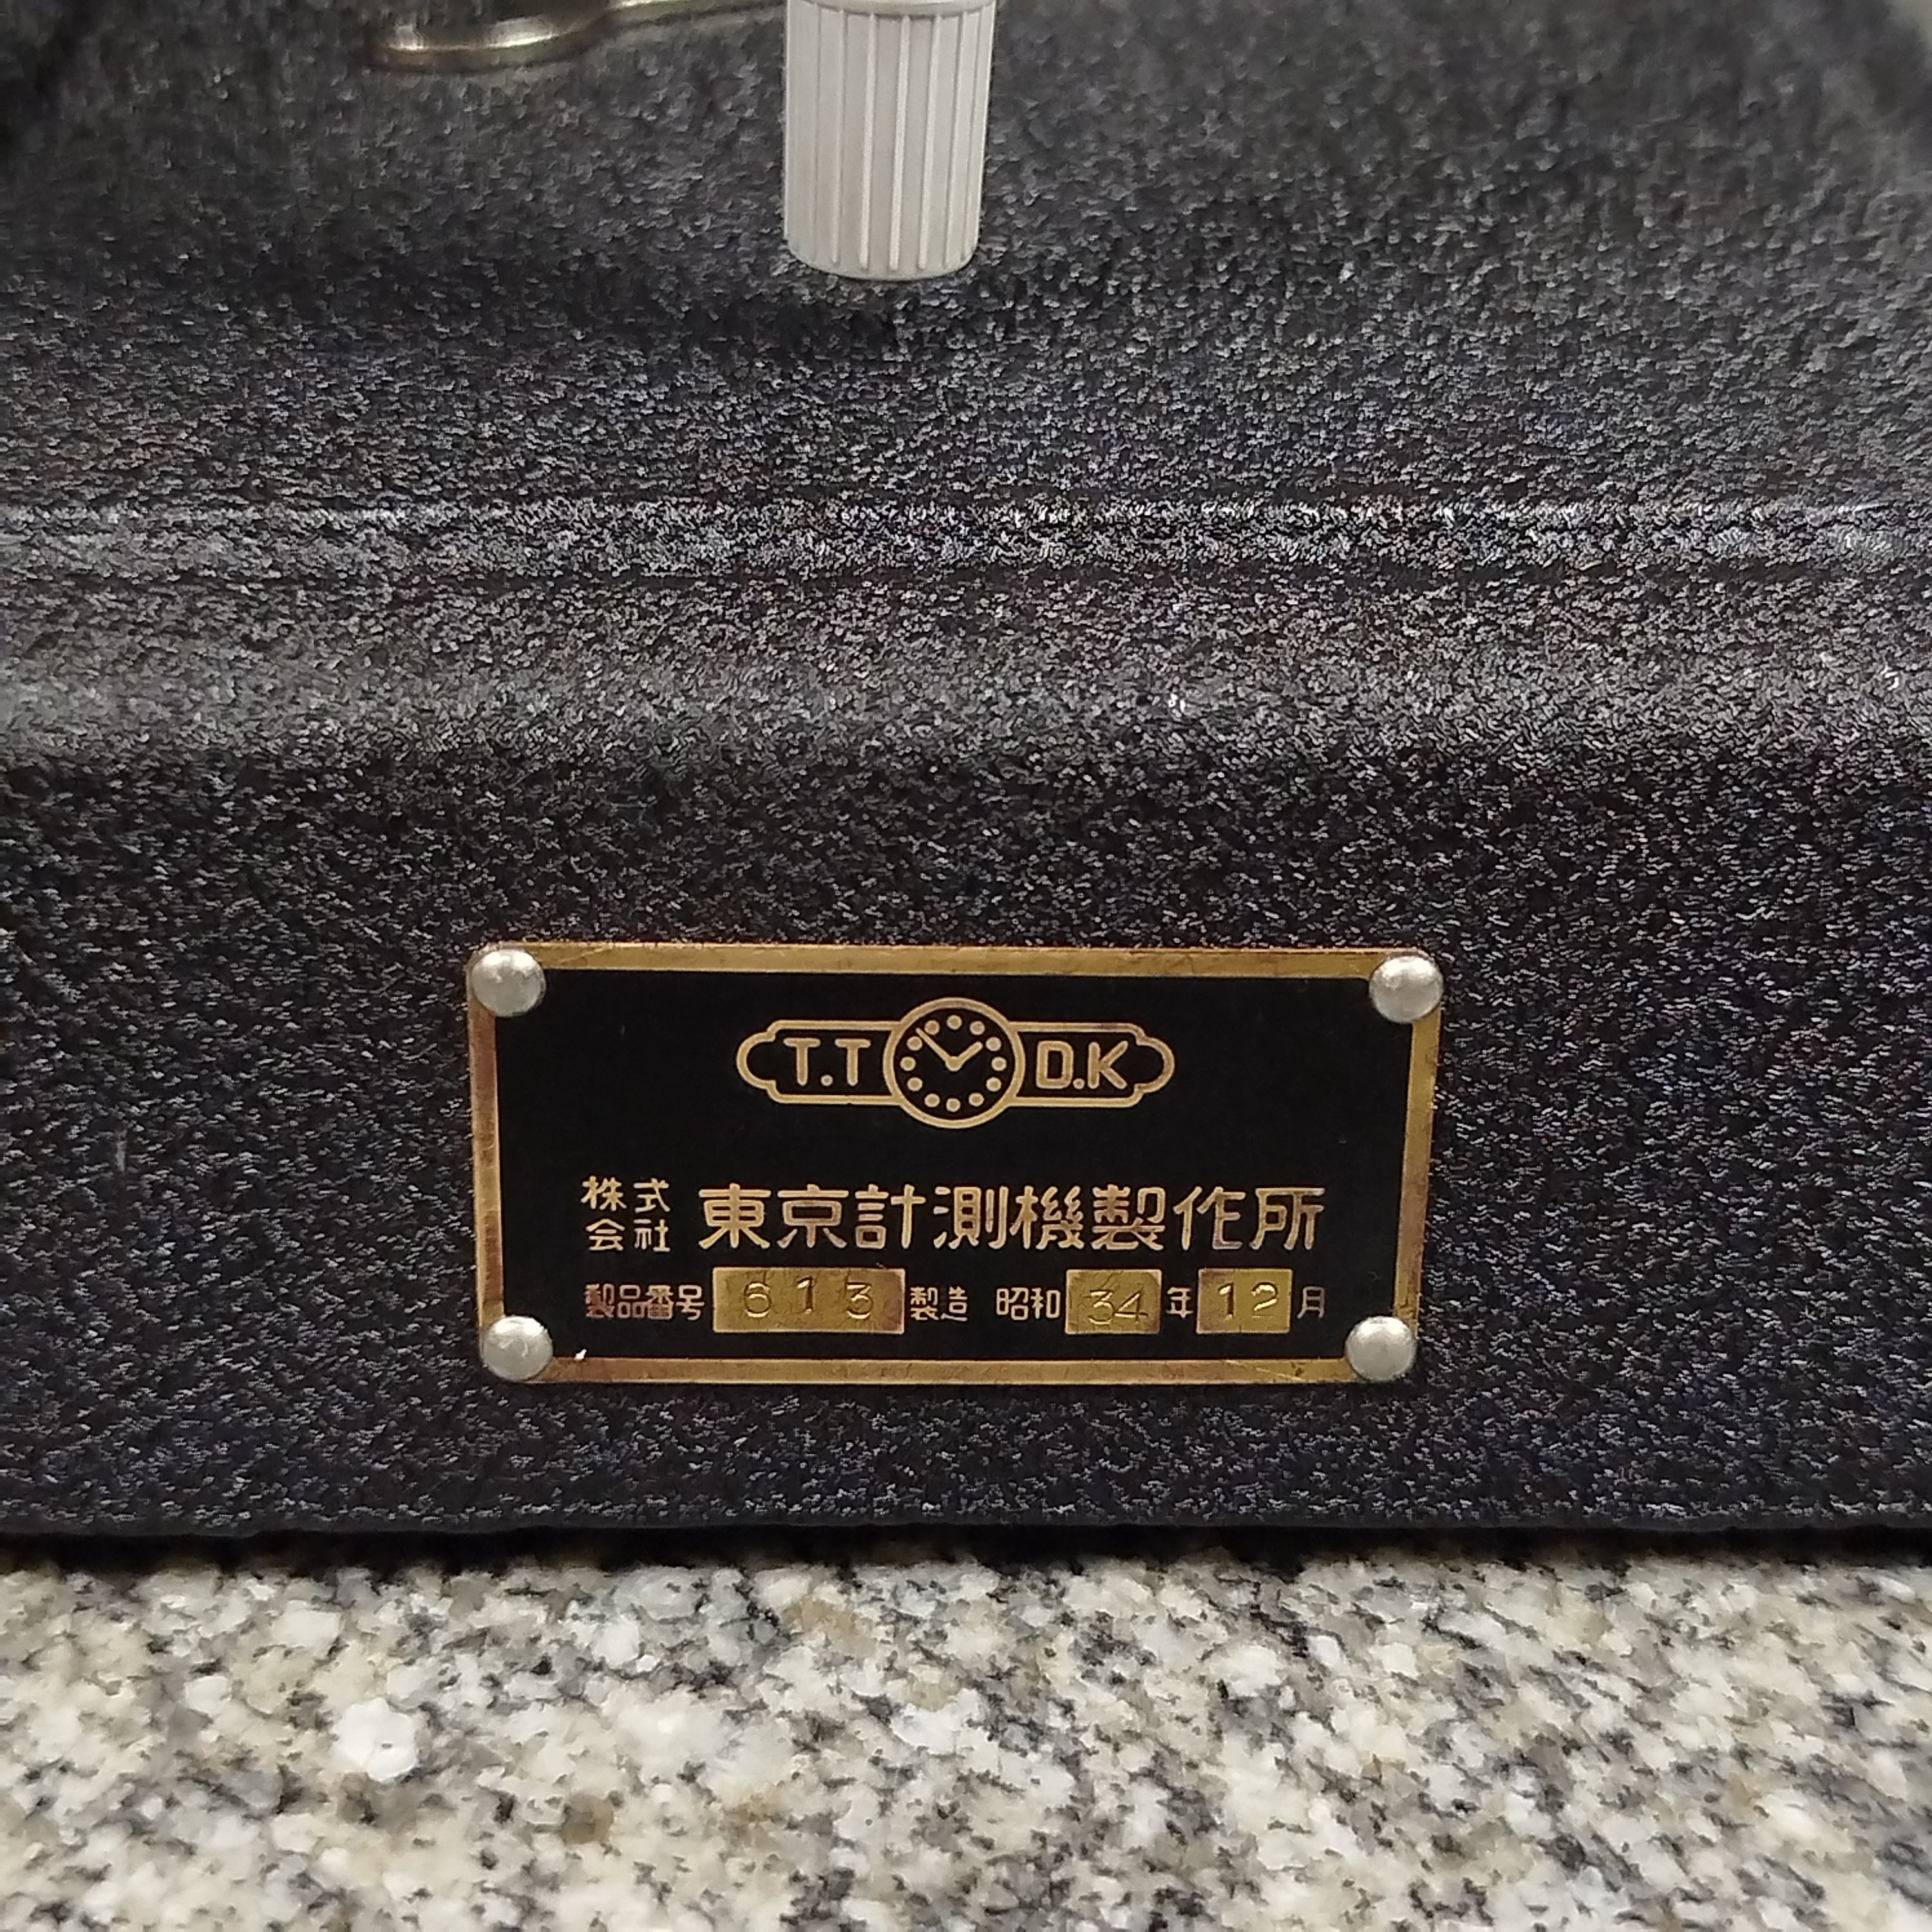 T.T D.K
株式会社 東京計測機製作所
製品番号 613 製造 昭和 34 年 12 月